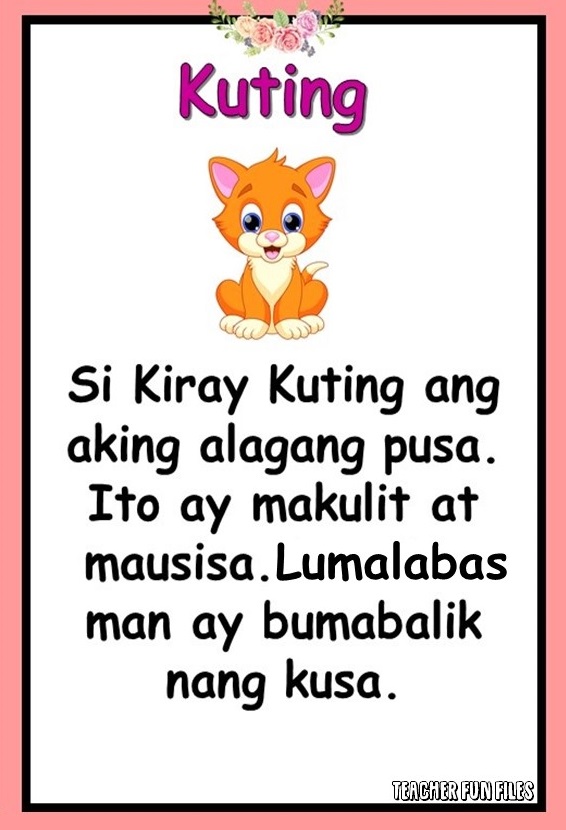 Kuting
Si Kiray Kuting ang
aking alagang pusa.
Ito ay makulit at
mausisa.Lumalabas
man ay bumabalik
nang kusa.
TEACHER FUN FILES